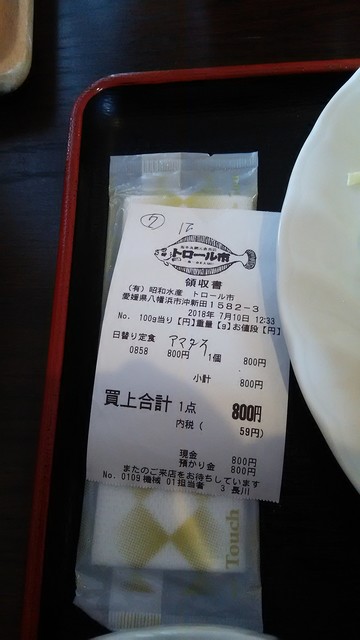 ⑦
トロール市
領収書
(有)昭和水産 トロール市
愛媛県八幡浜市沖新田1582-3
2018年 7月10日 12:33
No. 100g当り[円]重量[g]お値段[円]
日替り定食 アマダス
0858 800円 1個 800円
小計 800円
買上合計 1点 800円
内税( 59円)
現金 800円
預かり金 800円
またのご来店をお待ちしています
No. 0109 機械 01 担当者 3 長川
Touch